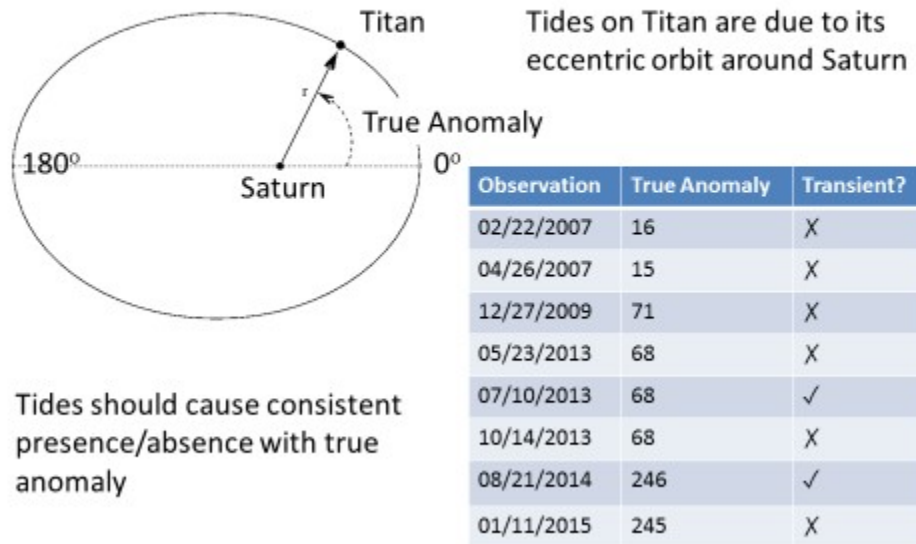 Titan
Tides on Titan are due to its
eccentric orbit around Saturn
r
True Anomaly
180⁰
0⁰
Saturn
Observation True Anomaly Transient?
02/22/2007 16 ✗
04/26/2007 15 ✗
12/27/2009 71 ✗
05/23/2013 68 ✗
07/10/2013 68 ✓
10/14/2013 68 ✗
08/21/2014 246 ✓
01/11/2015 245 ✗
Tides should cause consistent
presence/absence with true
anomaly